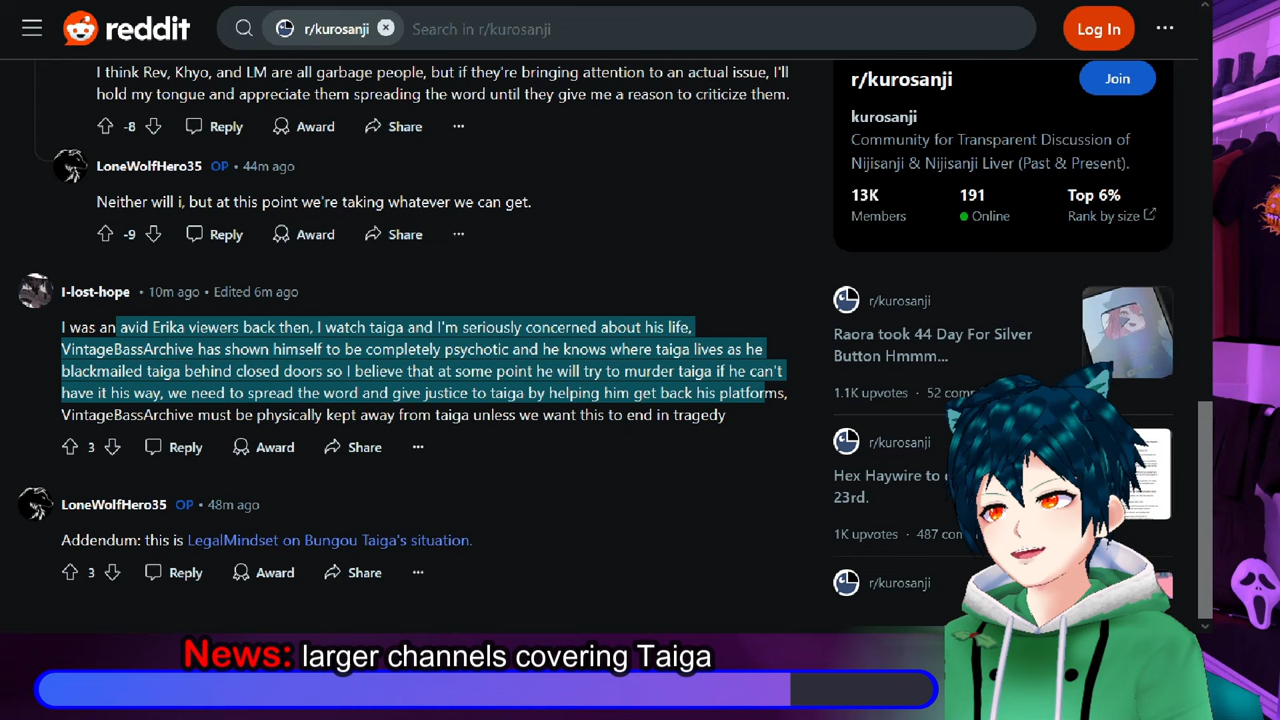 reddit
r/kurosanji
Search in r/kurosanji
Log In
I think Rev, Khyo, and LM are all garbage people, but if they're bringing attention to an actual issue, I'll
hold my tongue and appreciate them spreading the word until they give me a reason to criticize them.
-8 Reply Award Share
LoneWolfHero35 OP • 44m ago
Neither will i, but at this point we're taking whatever we can get.
-9 Reply Award Share
I-lost-hope • 10m ago • Edited 6m ago
I was an avid Erika viewers back then, I watch taiga and I'm seriously concerned about his life,
VintageBassArchive has shown himself to be completely psychotic and he knows where taiga lives as he
blackmailed taiga behind closed doors so I believe that at some point he will try to murder taiga if he can't
have it his way, we need to spread the word and give justice to taiga by helping him get back his platforms,
VintageBassArchive must be physically kept away from taiga unless we want this to end in tragedy
3 Reply Award Share
LoneWolfHero35 OP • 48m ago
Addendum: this is LegalMindset on Bungou Taiga's situation.
3 Reply Award Share
r/kurosanji
Join
kurosanji
Community for Transparent Discussion of
Nijisanji & Nijisanji Liver (Past & Present).
13K 191 Top 6%
Members Online Rank by size
r/kurosanji
Raora took 44 Day For Silver
Button Hmmm...
1.1K upvotes • 52 com
r/kurosanji
Hex Haywire to
23rd.
1K upvotes • 487 com
r/kurosanji
News: larger channels covering Taiga